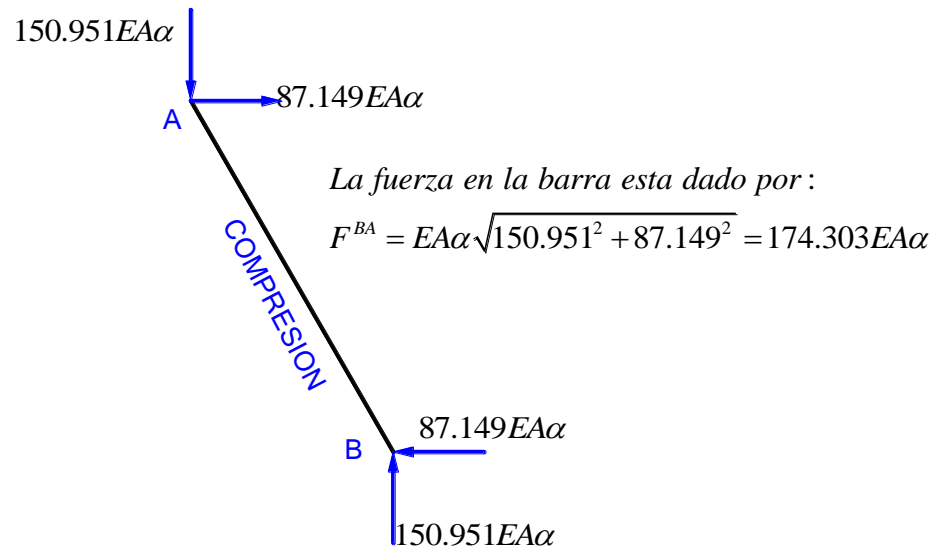 150.951EAα
87.149EAα
A
La fuerza en la barra esta dado por :
F^{BA} = EAα√(150.951² + 87.149²) = 174.303EAα
COMPRESION
87.149EAα
B
150.951EAα